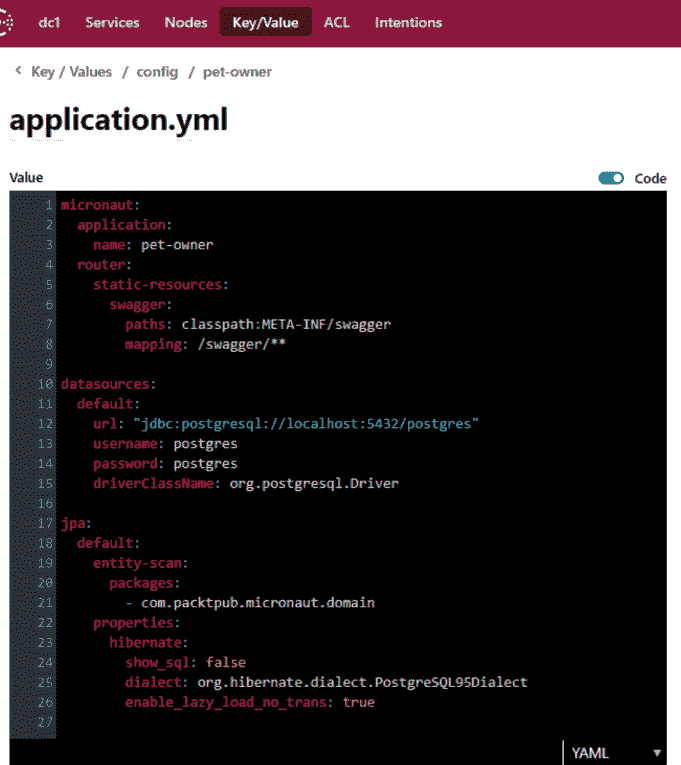 dc1 Services Nodes Key/Value ACL Intentions
< Key / Values / config / pet-owner
application.yml
Value Code
1 micronaut:
2   application:
3     name: pet-owner
4   router:
5     static-resources:
6       swagger:
7         paths: classpath:META-INF/swagger
8         mapping: /swagger/**
9
10 datasources:
11   default:
12     url: "jdbc:postgresql://localhost:5432/postgres"
13     username: postgres
14     password: postgres
15     driverClassName: org.postgresql.Driver
16
17 jpa:
18   default:
19     entity-scan:
20       packages:
21         - com.packtpub.micronaut.domain
22     properties:
23       hibernate:
24         show_sql: false
25         dialect: org.hibernate.dialect.PostgreSQL95Dialect
26         enable_lazy_load_no_trans: true
27
YAML